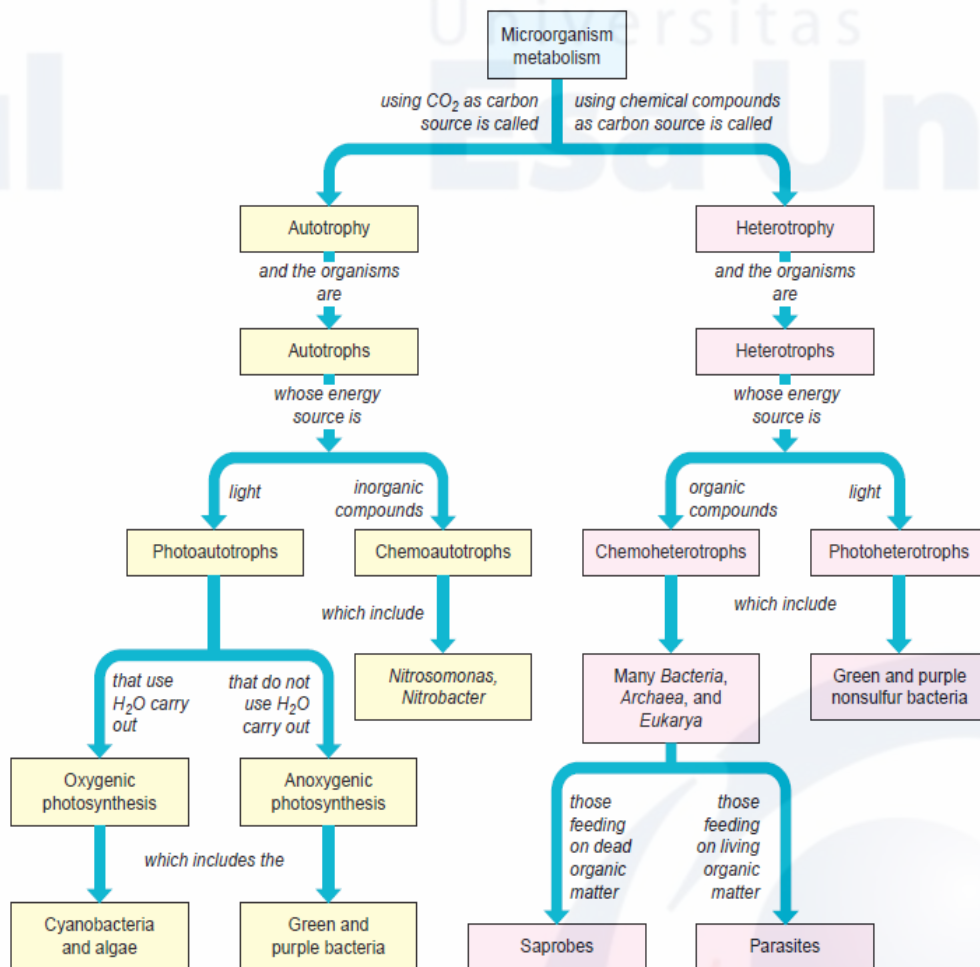 Universitas
Esa Un
ul
Microorganism
metabolism
using CO₂ as carbon
source is called
using chemical compounds
as carbon source is called
Autotrophy
Heterotrophy
and the organisms
are
and the organisms
are
Autotrophs
Heterotrophs
whose energy
source is
whose energy
source is
light
inorganic
compounds
organic
compounds
light
Photoautotrophs
Chemoautotrophs
Chemoheterotrophs
Photoheterotrophs
which include
which include
Nitrosomonas,
Nitrobacter
Many Bacteria,
Archaea, and
Eukarya
Green and purple
nonsulfur bacteria
that use
H₂O carry
out
that do not
use H₂O
carry out
Oxygenic
photosynthesis
Anoxygenic
photosynthesis
those
feeding
on dead
organic
matter
those
feeding
on living
organic
matter
which includes the
Cyanobacteria
and algae
Green and
purple bacteria
Saprobes
Parasites